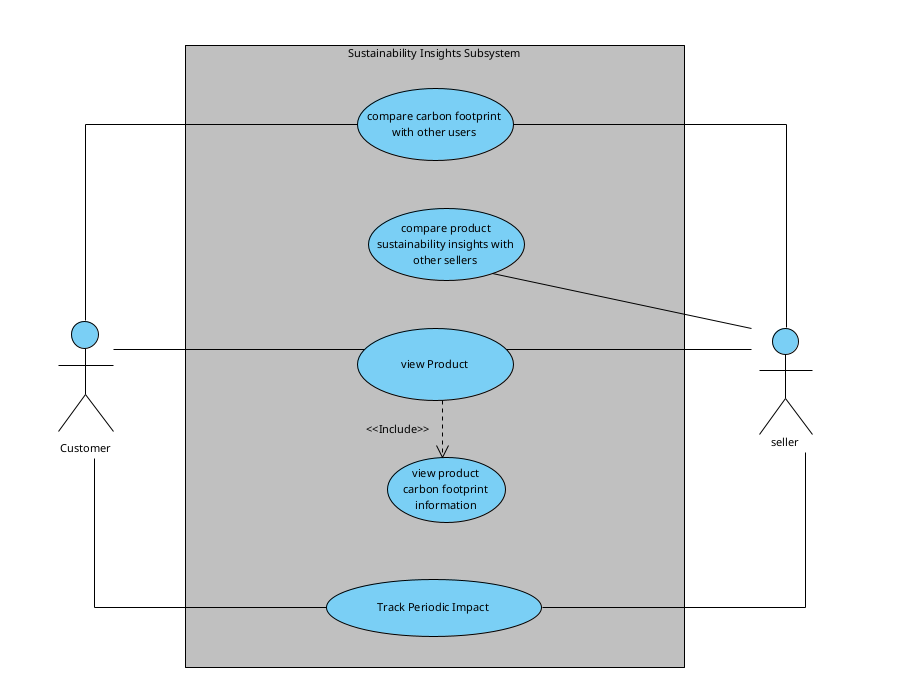 Sustainability Insights Subsystem
compare carbon footprint
with other users
compare product
sustainability insights with
other sellers
view Product
<<Include>>
Customer
seller
view product
carbon footprint
information
Track Periodic Impact